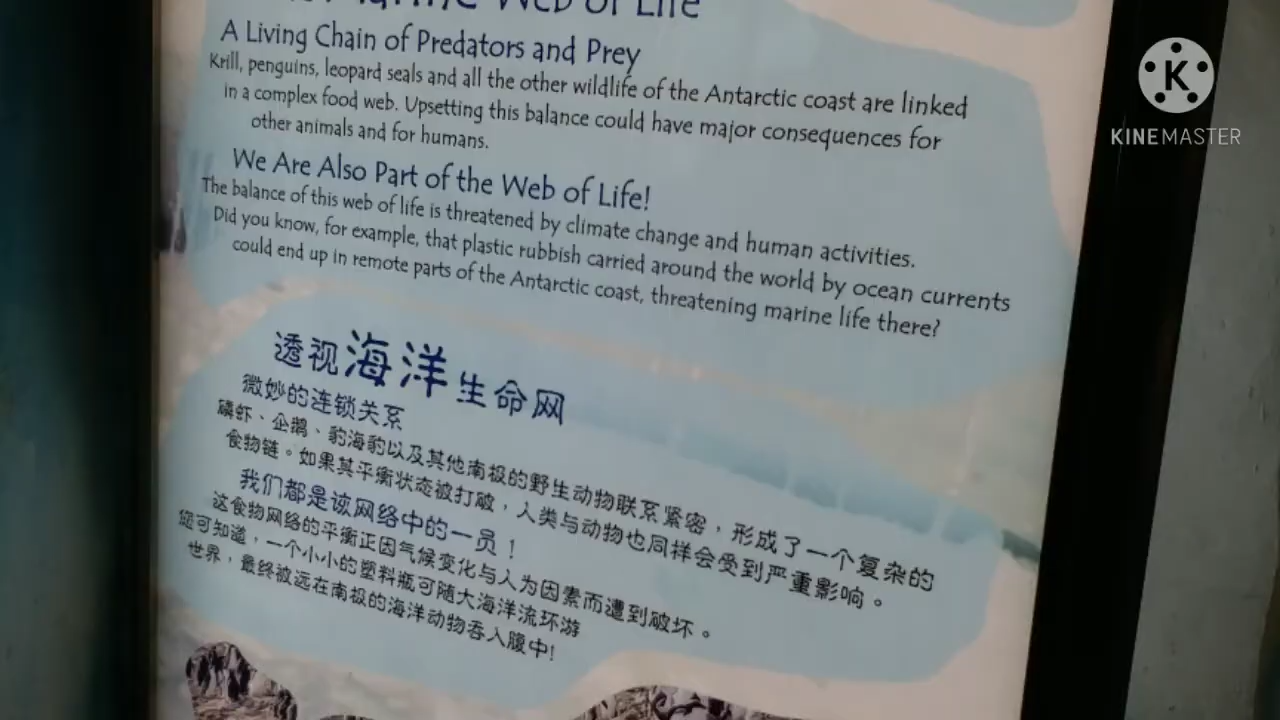 Marine Web of Life
A Living Chain of Predators and Prey
Krill, penguins, leopard seals and all the other wildlife of the Antarctic coast are linked
in a complex food web. Upsetting this balance could have major consequences for
other animals and for humans.
We Are Also Part of the Web of Life!
The balance of this web of life is threatened by climate change and human activities.
Did you know, for example, that plastic rubbish carried around the world by ocean currents
could end up in remote parts of the Antarctic coast, threatening marine life there?
透视海洋生命网
微妙的连锁关系
磷虾、企鹅、豹海豹以及其他南极的野生动物联系紧密，形成了一个复杂的
食物链。如果其平衡状态被打破，人类与动物也同样会受到严重影响。
我们都是该网络中的一员！
这食物网络的平衡正因气候变化与人为因素而遭到破坏。
您可知道，一个小小的塑料瓶可随大海洋流环游
世界，最终被远在南极的海洋动物吞入腹中!
K
KINEMASTER